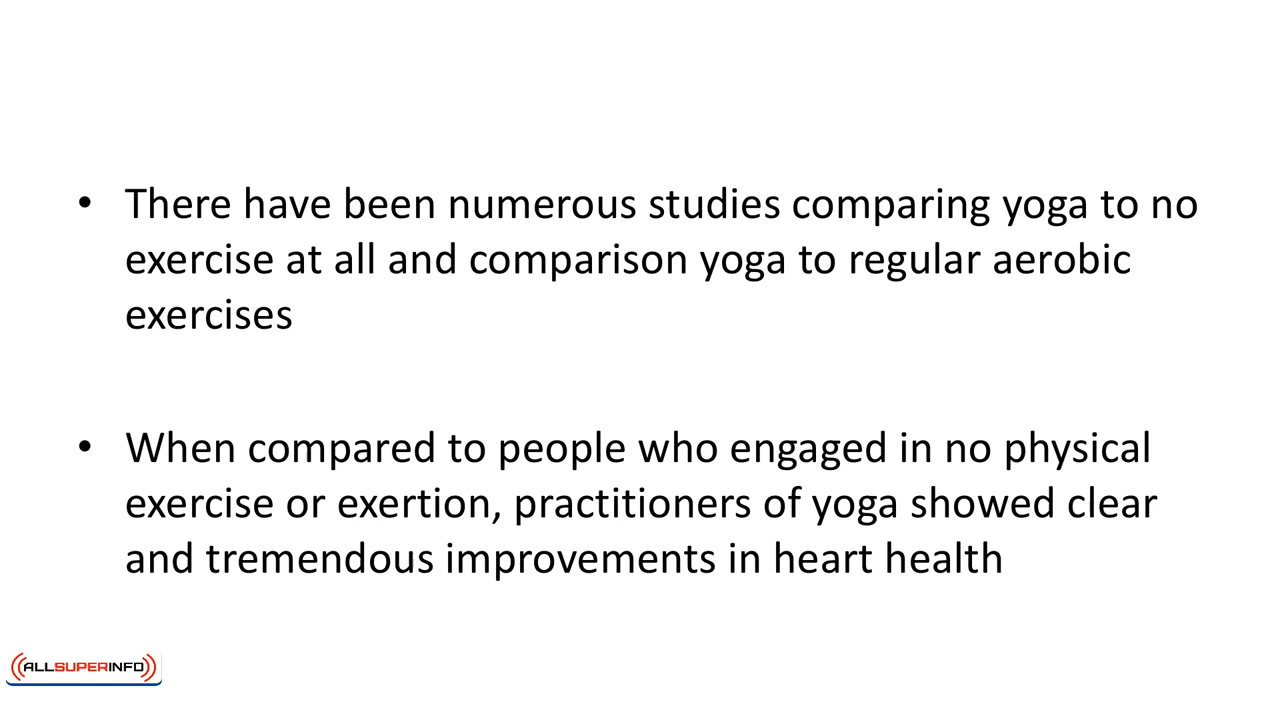 • There have been numerous studies comparing yoga to no
exercise at all and comparison yoga to regular aerobic
exercises
• When compared to people who engaged in no physical
exercise or exertion, practitioners of yoga showed clear
and tremendous improvements in heart health
ALLSUPERINFO